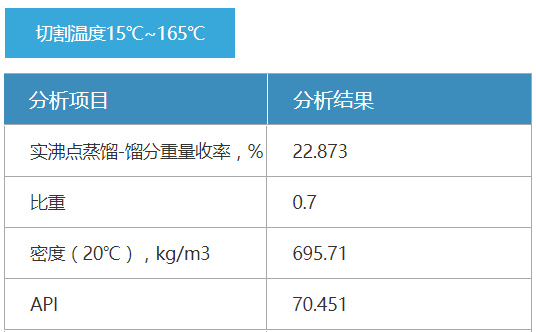 切割温度15℃~165℃
分析项目 分析结果
实沸点蒸馏-馏分重量收率，% 22.873
比重 0.7
密度（20℃），kg/m3 695.71
API 70.451